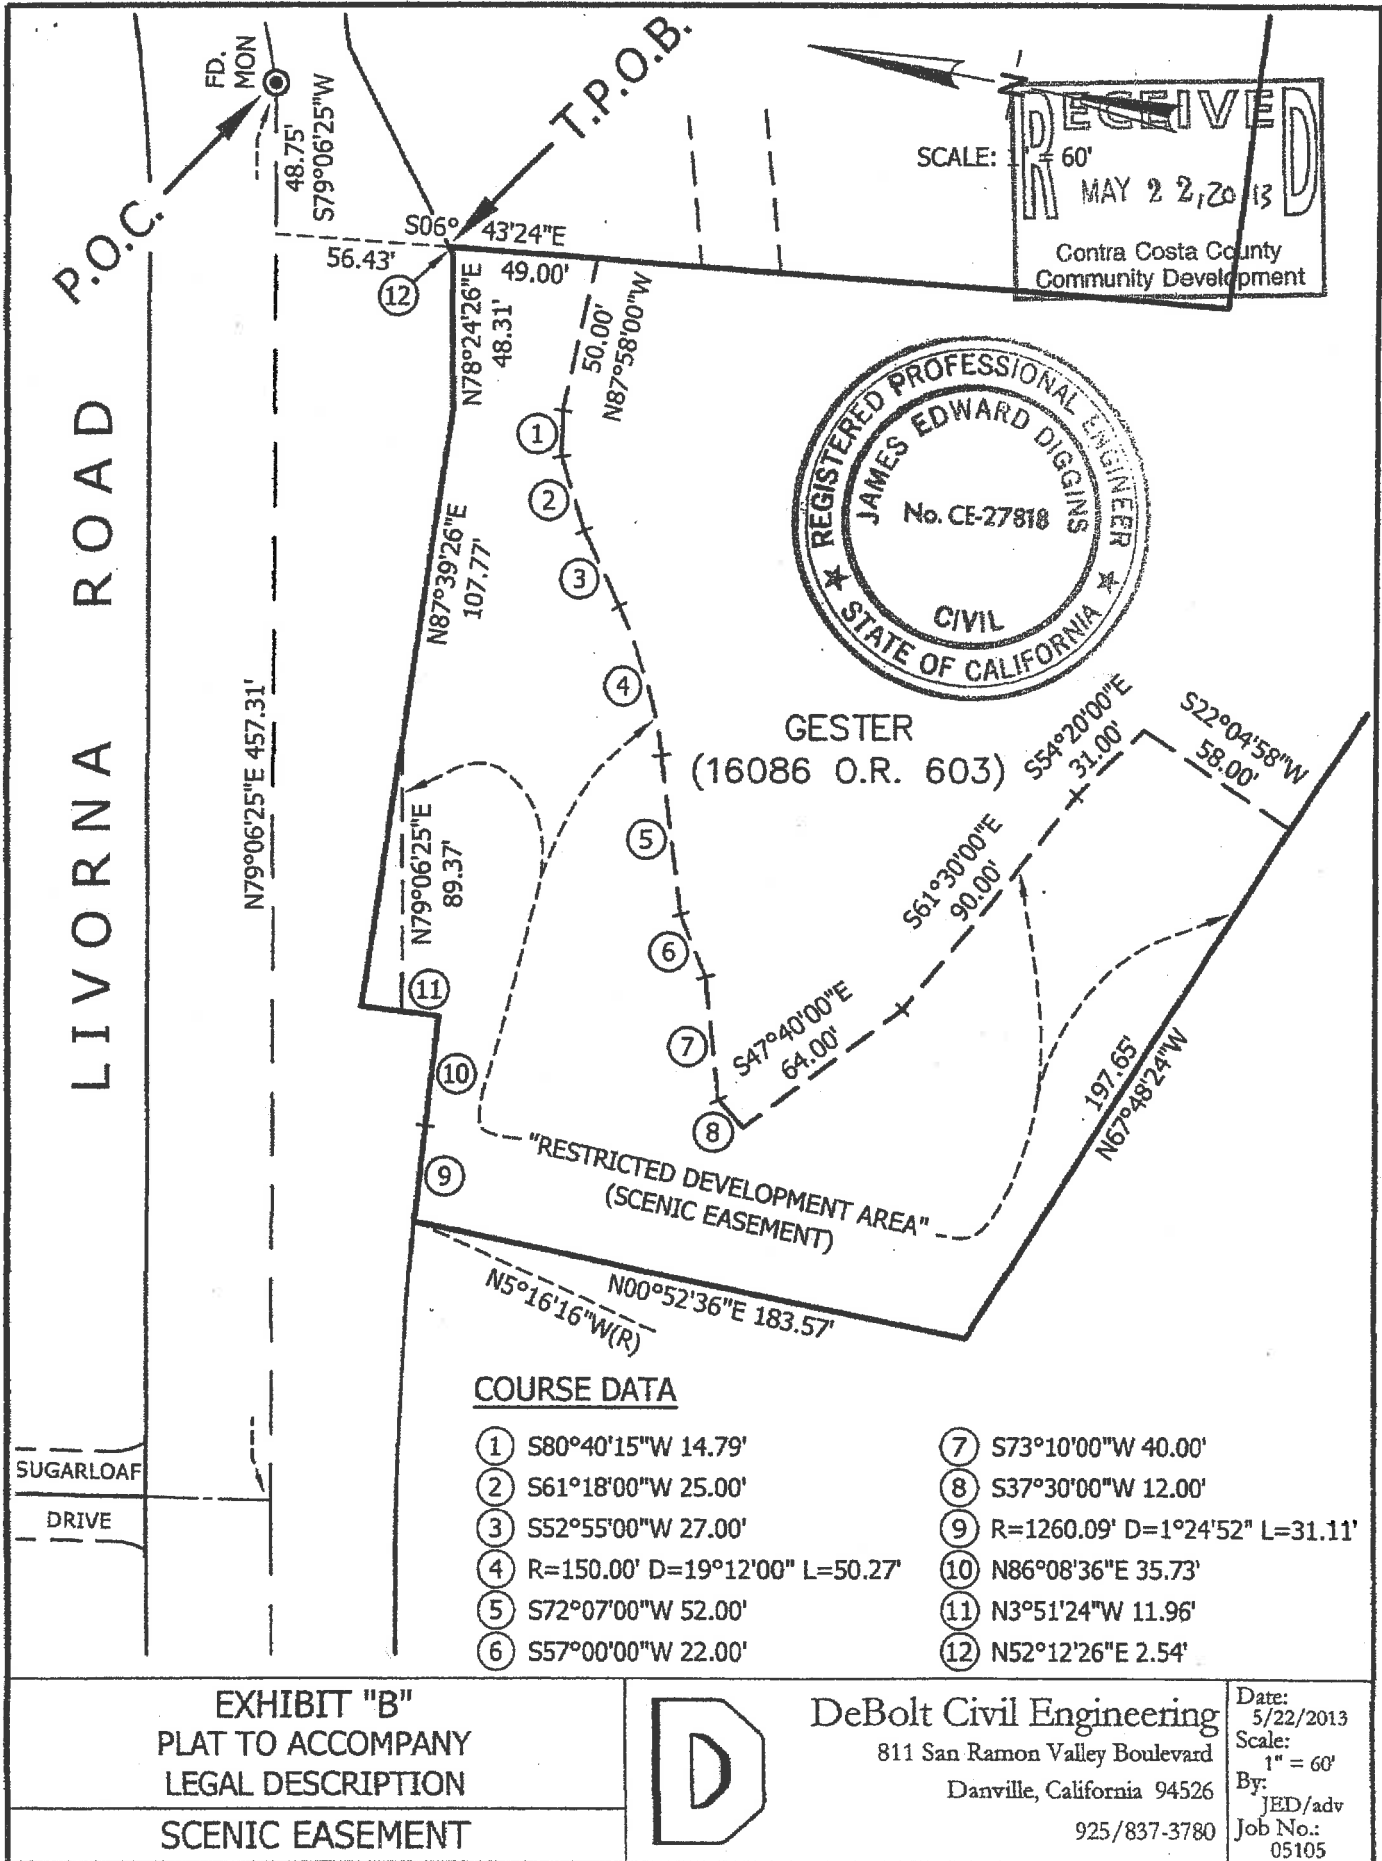 FD.
MON
T.P.O.B.
P.O.C.
48.75'
S79°06'25"W
N
SCALE: 1" = 60'
RECEIVED
MAY 22, 2013
Contra Costa County
Community Development
S06° 43'24"E
56.43'
49.00'
12
N78°24'26"E
48.31'
50.00'
N87°58'00"W
LIVORNA ROAD
1
2
3
4
5
6
7
8
9
10
11
REGISTERED PROFESSIONAL ENGINEER
JAMES EDWARD DIGGINS
No. CE-27818
CIVIL
STATE OF CALIFORNIA
N87°39'26"E
107.77'
N79°06'25"E 457.31'
N79°06'25"E
89.37'
GESTER
(16086 O.R. 603)
S54°20'00"E
31.00'
S22°04'58"W
58.00'
S61°30'00"E
90.00'
S47°40'00"E
64.00'
197.65'
N67°48'24"W
"RESTRICTED DEVELOPMENT AREA"
(SCENIC EASEMENT)
N5°16'16"W(R)
N00°52'36"E 183.57'
SUGARLOAF
DRIVE
COURSE DATA
1 S80°40'15"W 14.79'
2 S61°18'00"W 25.00'
3 S52°55'00"W 27.00'
4 R=150.00' D=19°12'00" L=50.27'
5 S72°07'00"W 52.00'
6 S57°00'00"W 22.00'
7 S73°10'00"W 40.00'
8 S37°30'00"W 12.00'
9 R=1260.09' D=1°24'52" L=31.11'
10 N86°08'36"E 35.73'
11 N3°51'24"W 11.96'
12 N52°12'26"E 2.54'
EXHIBIT "B"
PLAT TO ACCOMPANY
LEGAL DESCRIPTION
SCENIC EASEMENT
D
DeBolt Civil Engineering
811 San Ramon Valley Boulevard
Danville, California 94526
925/837-3780
Date:
5/22/2013
Scale:
1" = 60'
By:
JED/adv
Job No.:
05105